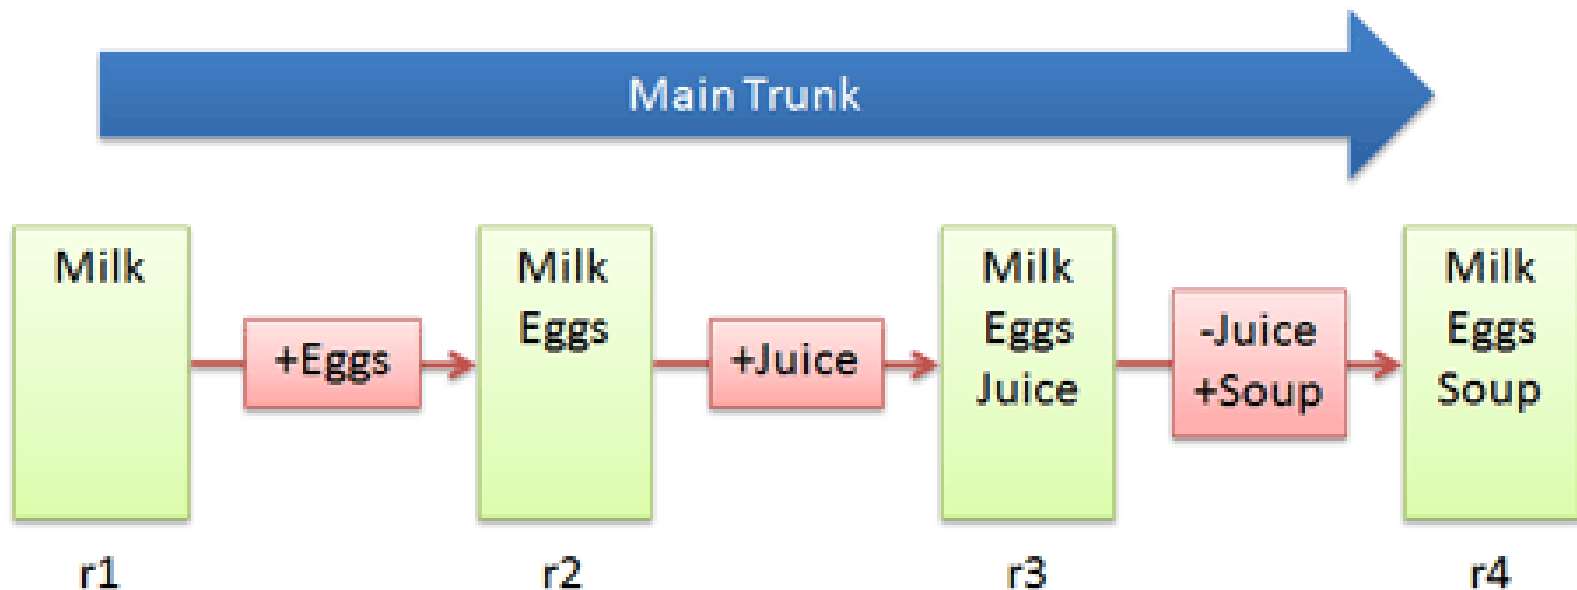 Main Trunk
Milk
+Eggs
Milk
Eggs
+Juice
Milk
Eggs
Juice
-Juice
+Soup
Milk
Eggs
Soup
r1
r2
r3
r4